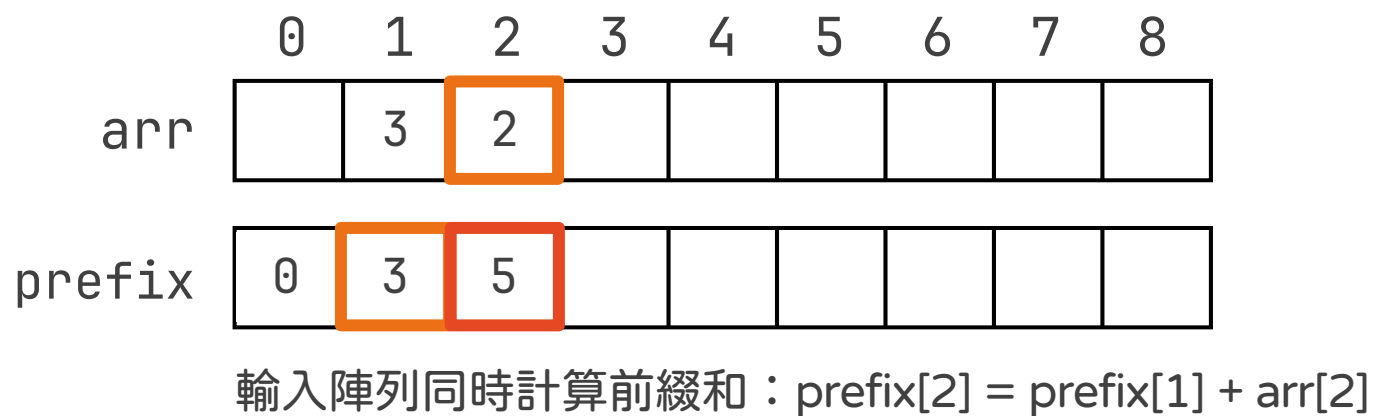 0 1 2 3 4 5 6 7 8
arr 3 2
prefix 0 3 5
輸入陣列同時計算前綴和：prefix[2] = prefix[1] + arr[2]